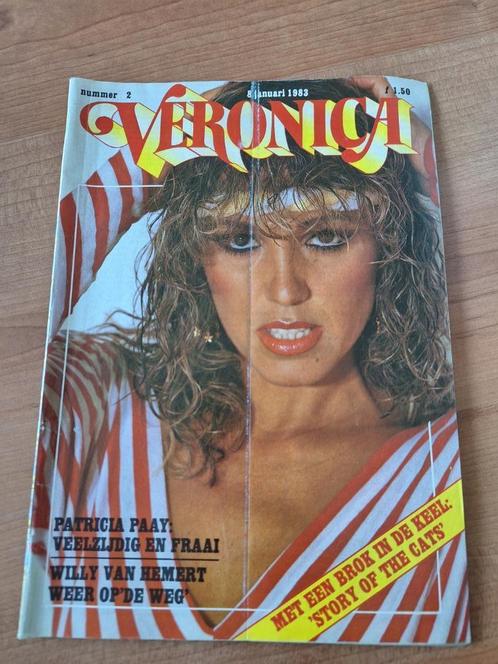 nummer 2
8 januari 1983
f 1.50
VERONICA
PATRICIA PAAY:
VEELZIJDIG EN FRAAI
WILLY VAN HEMERT
WEER OP 'DE WEG'
MET EEN BROK IN DE KEEL:
'STORY OF THE CATS'